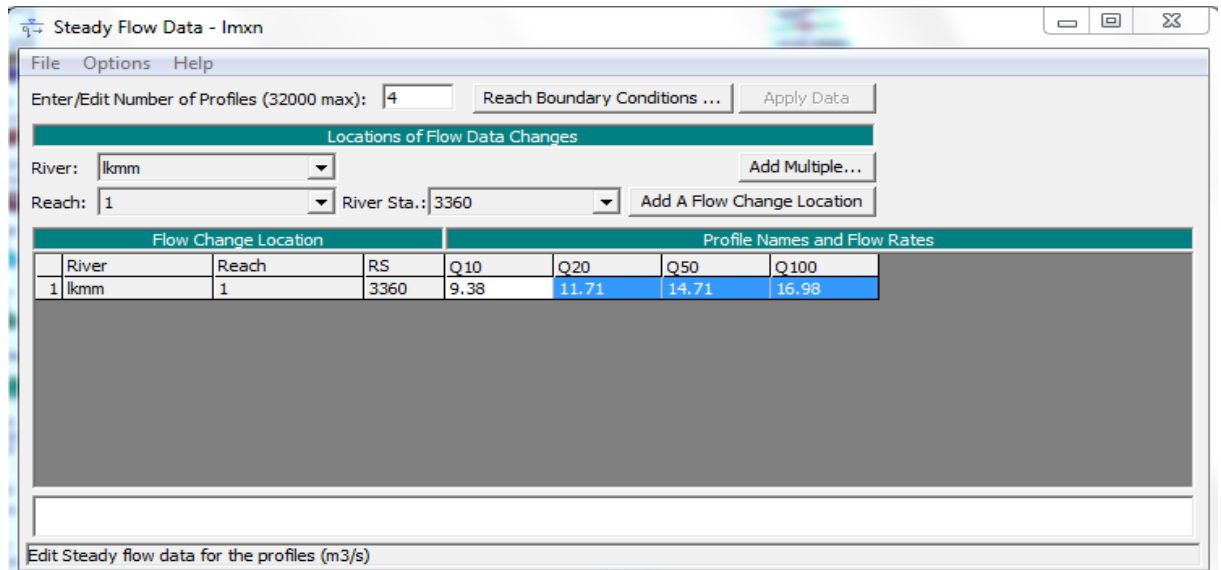 Steady Flow Data - lmxn
File Options Help
Enter/Edit Number of Profiles (32000 max): 4 Reach Boundary Conditions ... Apply Data
Locations of Flow Data Changes
River: lkmm Add Multiple...
Reach: 1 River Sta.: 3360 Add A Flow Change Location
Flow Change Location Profile Names and Flow Rates
River Reach RS Q10 Q20 Q50 Q100
1 lkmm 1 3360 9.38 11.71 14.71 16.98
Edit Steady flow data for the profiles (m3/s)